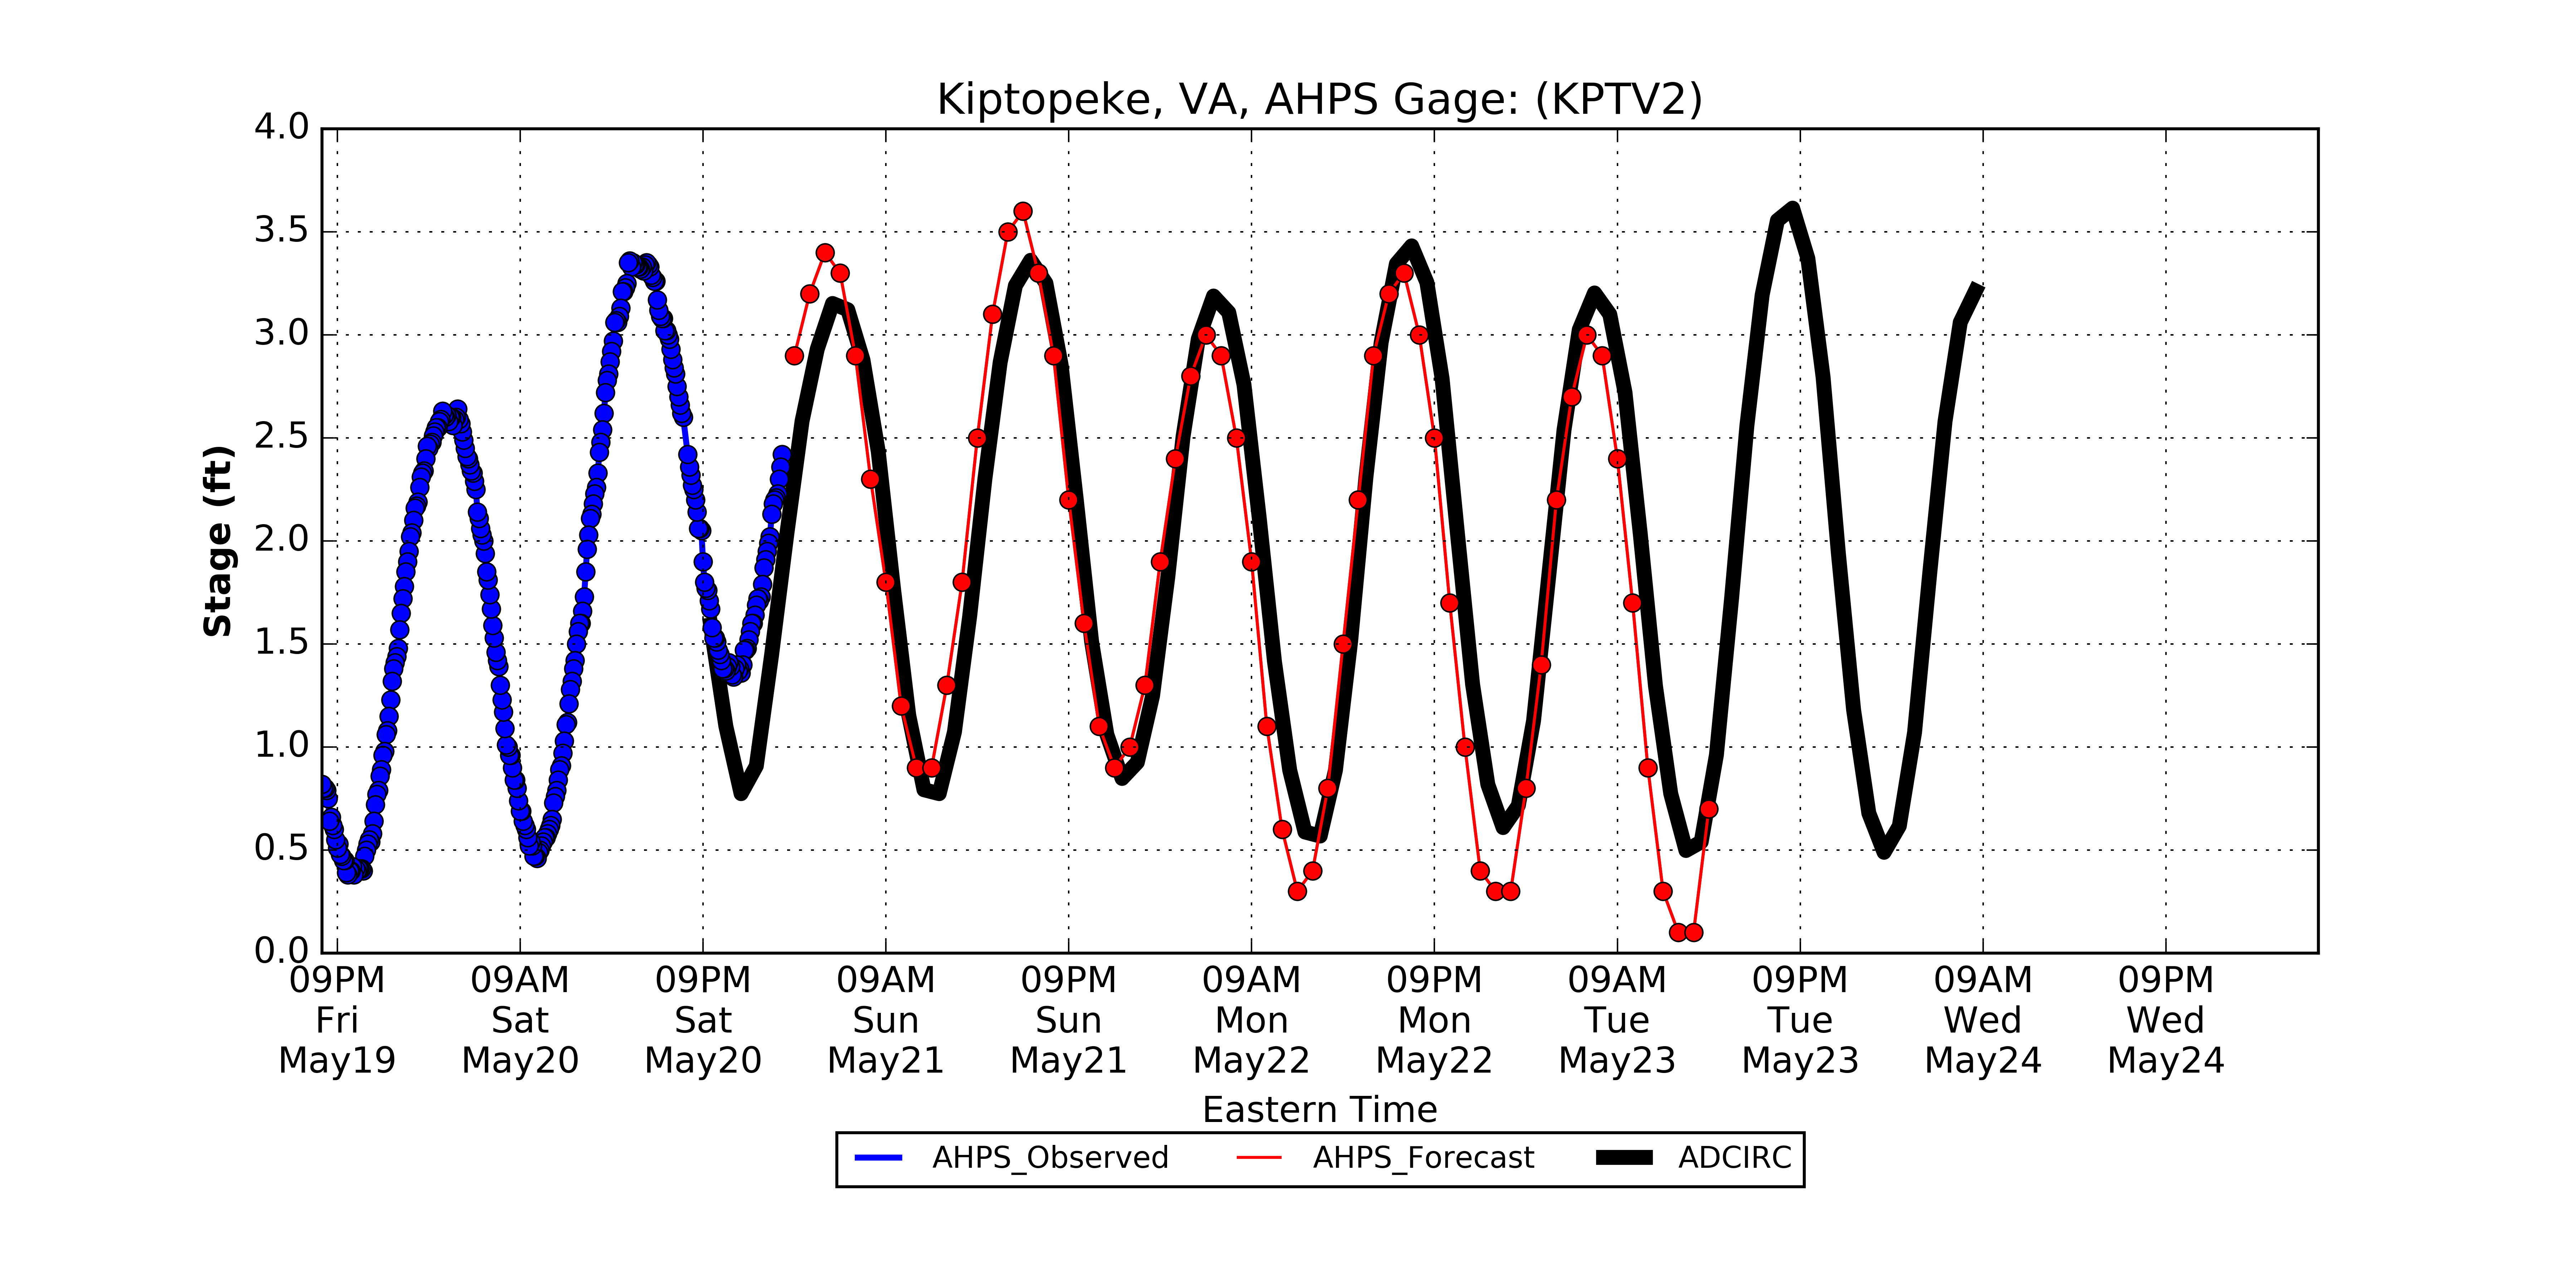 Kiptopeke, VA, AHPS Gage: (KPTV2)
Stage (ft)
4.0
3.5
3.0
2.5
2.0
1.5
1.0
0.5
0.0
09PM 09AM 09PM 09AM 09PM 09AM 09PM 09AM 09PM 09AM 09PM
Fri Sat Sat Sun Sun Mon Mon Tue Tue Wed Wed
May19 May20 May20 May21 May21 May22 May22 May23 May23 May24 May24
Eastern Time
AHPS_Observed AHPS_Forecast ADCIRC